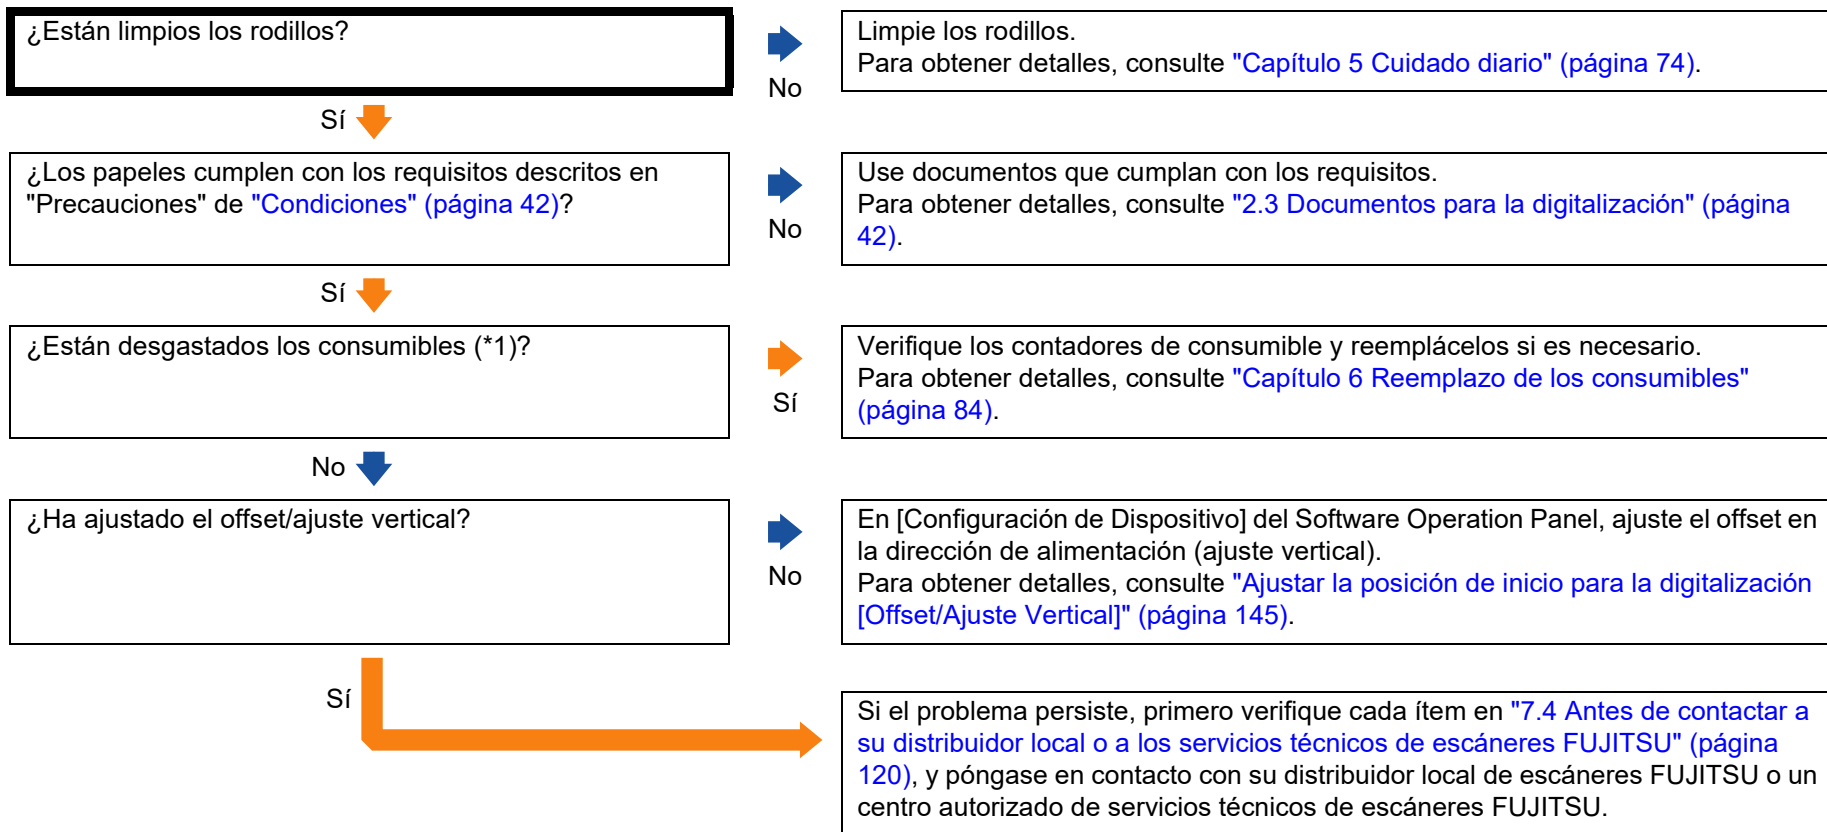 ¿Están limpios los rodillos?
No
Limpie los rodillos.
Para obtener detalles, consulte "Capítulo 5 Cuidado diario" (página 74).
Sí
¿Los papeles cumplen con los requisitos descritos en
"Precauciones" de "Condiciones" (página 42)?
No
Use documentos que cumplan con los requisitos.
Para obtener detalles, consulte "2.3 Documentos para la digitalización" (página
42).
Sí
¿Están desgastados los consumibles (*1)?
Sí
Verifique los contadores de consumible y reemplácelos si es necesario.
Para obtener detalles, consulte "Capítulo 6 Reemplazo de los consumibles"
(página 84).
No
¿Ha ajustado el offset/ajuste vertical?
No
En [Configuración de Dispositivo] del Software Operation Panel, ajuste el offset en
la dirección de alimentación (ajuste vertical).
Para obtener detalles, consulte "Ajustar la posición de inicio para la digitalización
[Offset/Ajuste Vertical]" (página 145).
Sí
Si el problema persiste, primero verifique cada ítem en "7.4 Antes de contactar a
su distribuidor local o a los servicios técnicos de escáneres FUJITSU" (página
120), y póngase en contacto con su distribuidor local de escáneres FUJITSU o un
centro autorizado de servicios técnicos de escáneres FUJITSU.